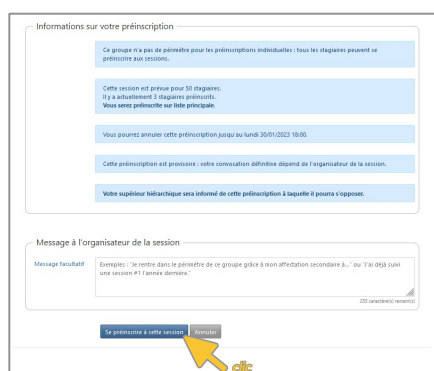 Informations sur votre préinscription
Ce groupe n'a pas de périmètre pour les préinscriptions individuelles : tous les stagiaires peuvent se
préinscrire aux sessions.
Cette session est prévue pour 50 stagiaires.
Il y a actuellement 3 stagiaires préinscrits.
Vous serez préinscrite sur liste principale.
Vous pourrez annuler cette préinscription jusqu'au lundi 30/01/2023 18:00.
Cette préinscription est provisoire : votre convocation définitive dépend de l'organisateur de la session.
Votre supérieur hiérarchique sera informé de cette préinscription à laquelle il pourra s'opposer.
Message à l'organisateur de la session
Message facultatif
Exemples : "Je rentre dans le périmètre de ce groupe grâce à mon affectation secondaire à..." ou "J'ai déjà suivi
une session #1 l'année dernière."
255 caractère(s) restant(s)
Se préinscrire à cette session Annuler
clic